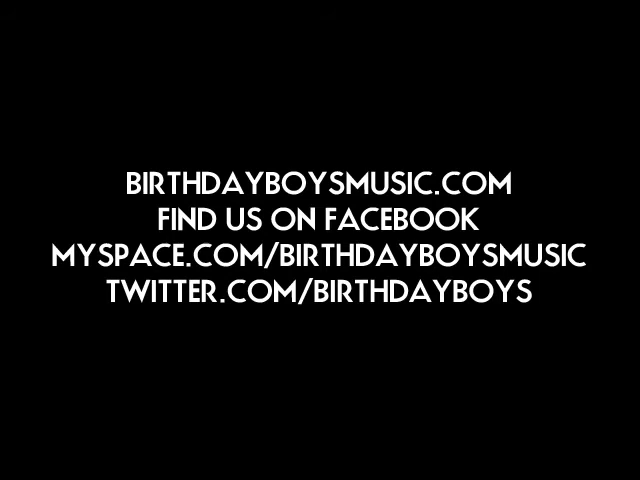 BIRTHDAYBOYSMUSIC.COM
FIND US ON FACEBOOK
MYSPACE.COM/BIRTHDAYBOYSMUSIC
TWITTER.COM/BIRTHDAYBOYS